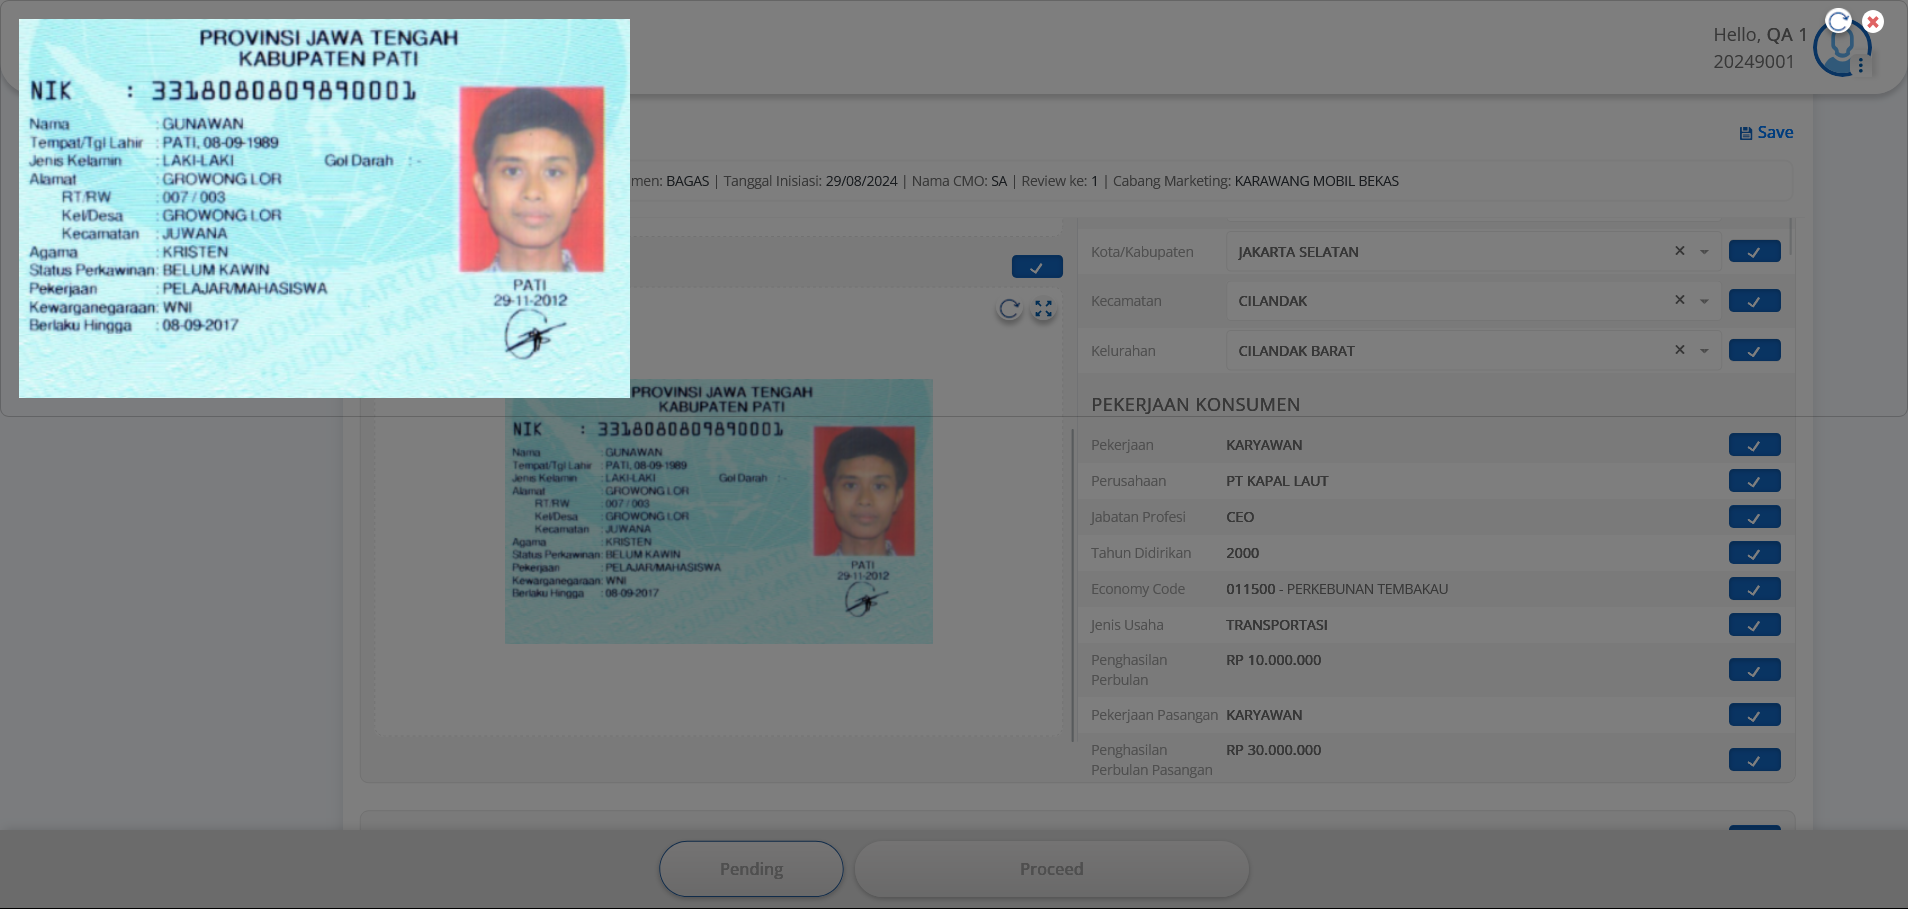 PROVINSI JAWA TENGAH
KABUPATEN PATI
NIK : 3318080809890001
Nama : GUNAWAN
Tempat/Tgl Lahir : PATI, 08-09-1989
Jenis Kelamin : LAKI-LAKI Gol Darah : -
Alamat : GROWONG LOR
RT/RW : 007 / 003
Kel/Desa : GROWONG LOR
Kecamatan : JUWANA
Agama : KRISTEN
Status Perkawinan: BELUM KAWIN
Pekerjaan : PELAJAR/MAHASISWA
Kewarganegaraan: WNI
Berlaku Hingga : 08-09-2017
PATI
29-11-2012
Hello, QA 1
20249001
Save
men: BAGAS | Tanggal Inisiasi: 29/08/2024 | Nama CMO: SA | Review ke: 1 | Cabang Marketing: KARAWANG MOBIL BEKAS
PROVINSI JAWA TENGAH
KABUPATEN PATI
NIK : 3318080809890001
Nama : GUNAWAN
Tempat/Tgl Lahir : PATI, 08-09-1989
Jenis Kelamin : LAKI-LAKI Gol Darah : -
Alamat : GROWONG LOR
RT/RW : 007 / 003
Kel/Desa : GROWONG LOR
Kecamatan : JUWANA
Agama : KRISTEN
Status Perkawinan: BELUM KAWIN
Pekerjaan : PELAJAR/MAHASISWA
Kewarganegaraan: WNI
Berlaku Hingga : 08-09-2017
PATI
29-11-2012
Kota/Kabupaten JAKARTA SELATAN
Kecamatan CILANDAK
Kelurahan CILANDAK BARAT
PEKERJAAN KONSUMEN
Pekerjaan KARYAWAN
Perusahaan PT KAPAL LAUT
Jabatan Profesi CEO
Tahun Didirikan 2000
Economy Code 011500 - PERKEBUNAN TEMBAKAU
Jenis Usaha TRANSPORTASI
Penghasilan RP 10.000.000
Perbulan
Pekerjaan Pasangan KARYAWAN
Penghasilan RP 30.000.000
Perbulan Pasangan
Pending
Proceed